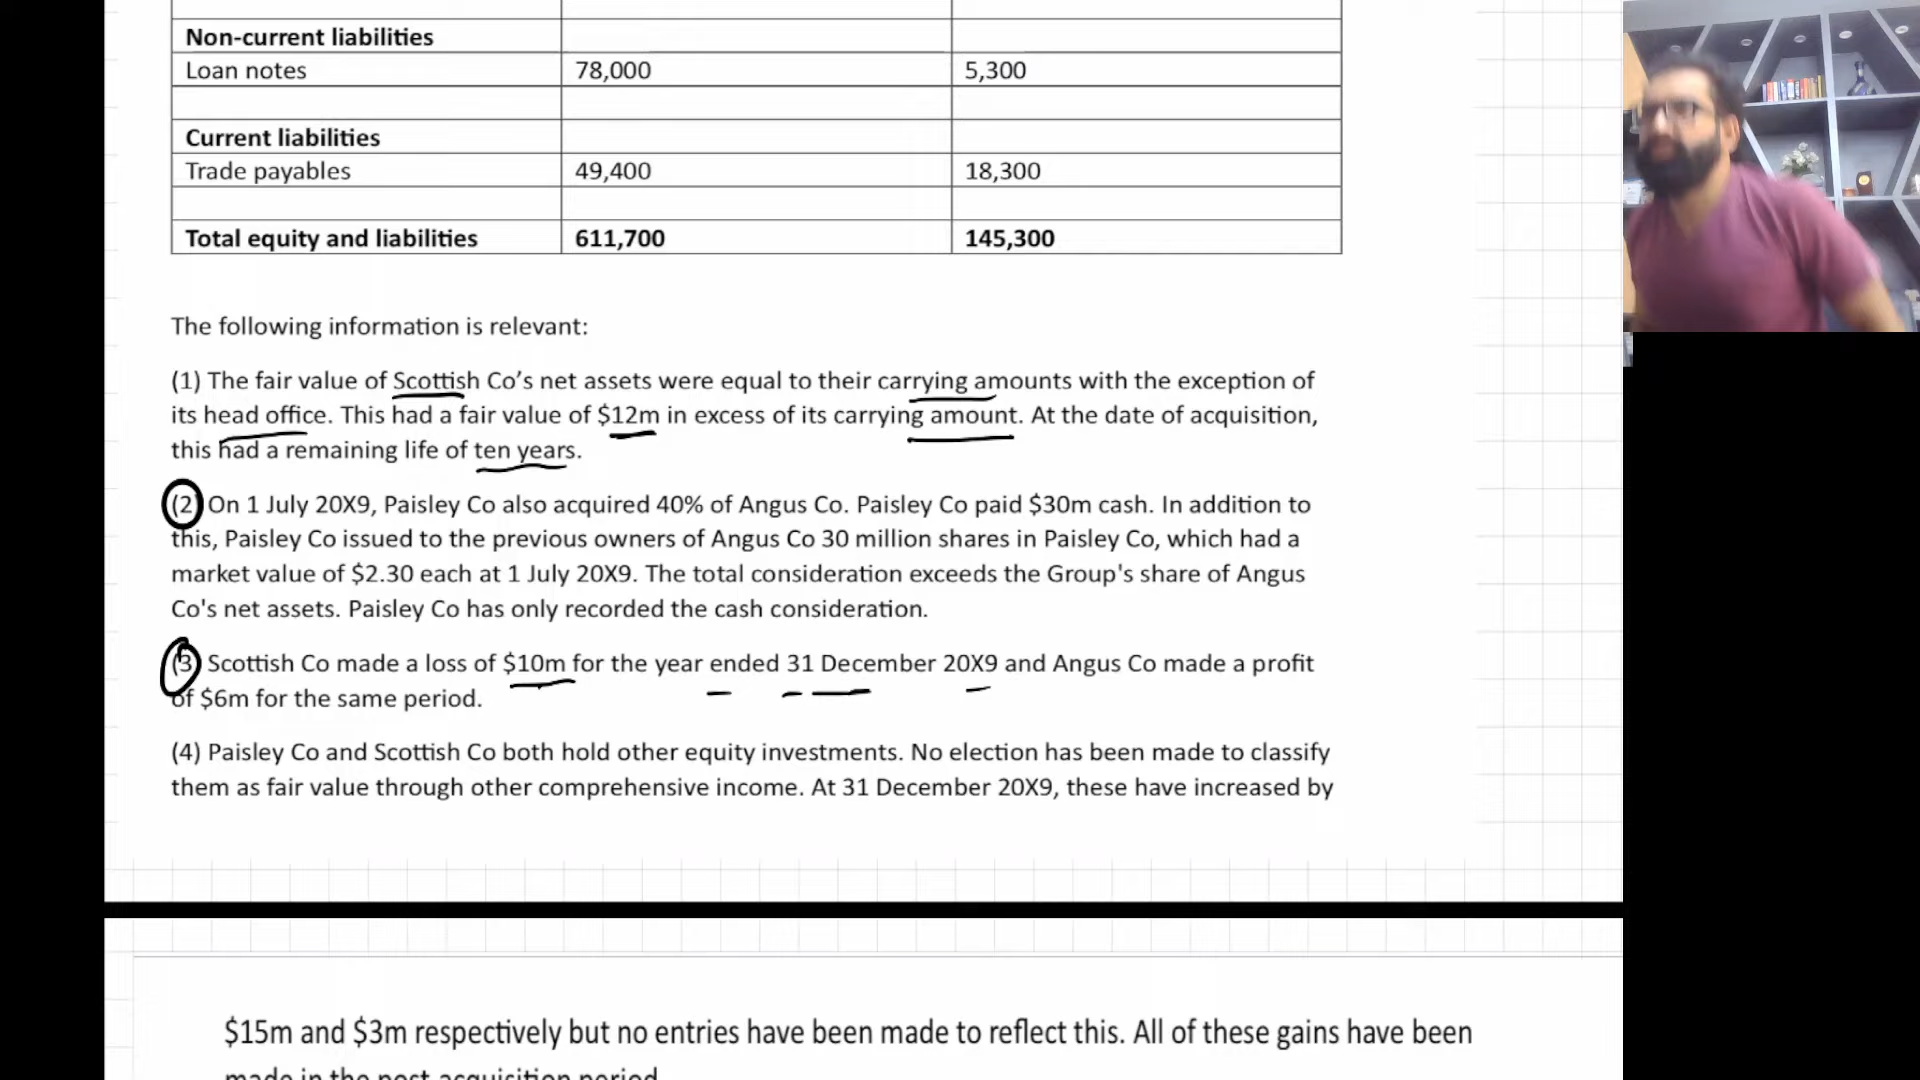 Non-current liabilities
Loan notes 78,000 5,300
Current liabilities
Trade payables 49,400 18,300
Total equity and liabilities 611,700 145,300
The following information is relevant:
(1) The fair value of Scottish Co’s net assets were equal to their carrying amounts with the exception of
its head office. This had a fair value of $12m in excess of its carrying amount. At the date of acquisition,
this had a remaining life of ten years.
(2) On 1 July 20X9, Paisley Co also acquired 40% of Angus Co. Paisley Co paid $30m cash. In addition to
this, Paisley Co issued to the previous owners of Angus Co 30 million shares in Paisley Co, which had a
market value of $2.30 each at 1 July 20X9. The total consideration exceeds the Group's share of Angus
Co's net assets. Paisley Co has only recorded the cash consideration.
(3) Scottish Co made a loss of $10m for the year ended 31 December 20X9 and Angus Co made a profit
of $6m for the same period.
(4) Paisley Co and Scottish Co both hold other equity investments. No election has been made to classify
them as fair value through other comprehensive income. At 31 December 20X9, these have increased by
$15m and $3m respectively but no entries have been made to reflect this. All of these gains have been
made in the post-acquisition period